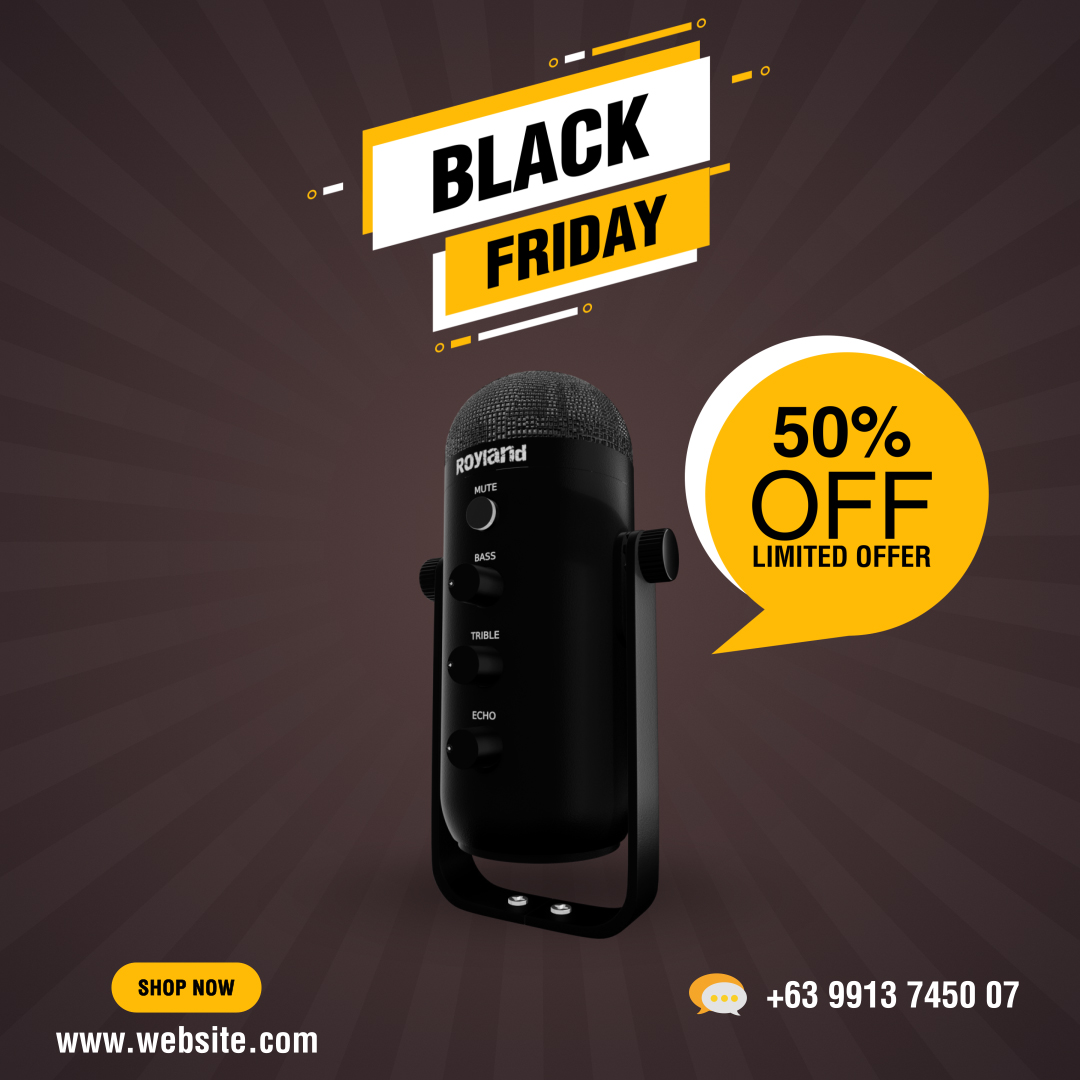 BLACK
FRIDAY
50%
OFF
LIMITED OFFER
ROYland
MUTE
BASS
TRIBLE
ECHO
SHOP NOW
www.website.com
+63 9913 7450 07